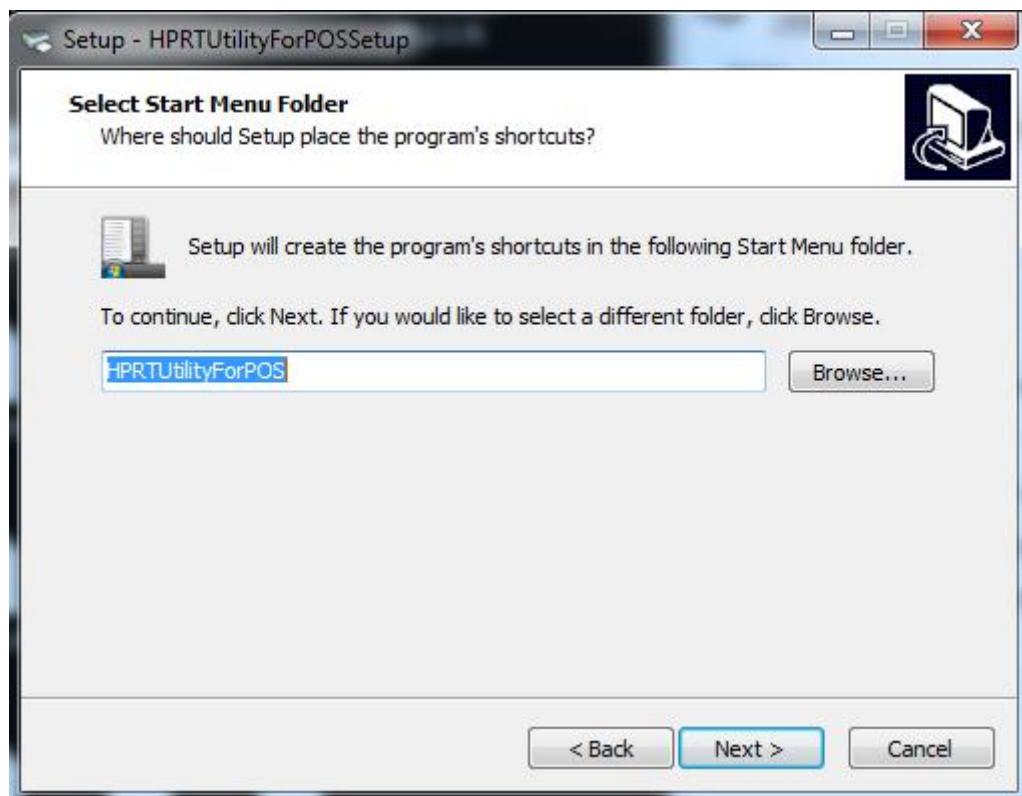 Setup - HPRTUtilityForPOSSetup
Select Start Menu Folder
Where should Setup place the program's shortcuts?
Setup will create the program's shortcuts in the following Start Menu folder.
To continue, click Next. If you would like to select a different folder, click Browse.
HPRTUtilityForPOS
Browse...
< Back
Next >
Cancel